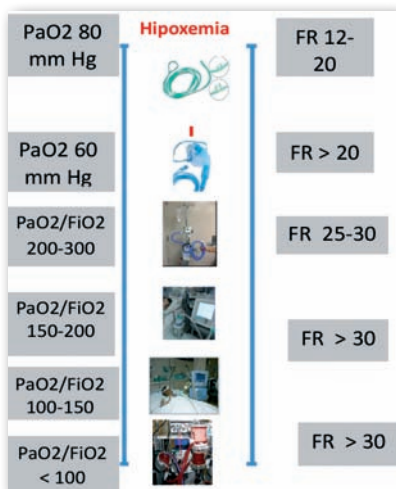 PaO2 80
mm Hg
Hipoxemia
FR 12-
20
PaO2 60
mm Hg
FR > 20
PaO2/FiO2
200-300
FR 25-30
PaO2/FiO2
150-200
FR > 30
PaO2/FiO2
100-150
PaO2/FiO2
< 100
FR > 30